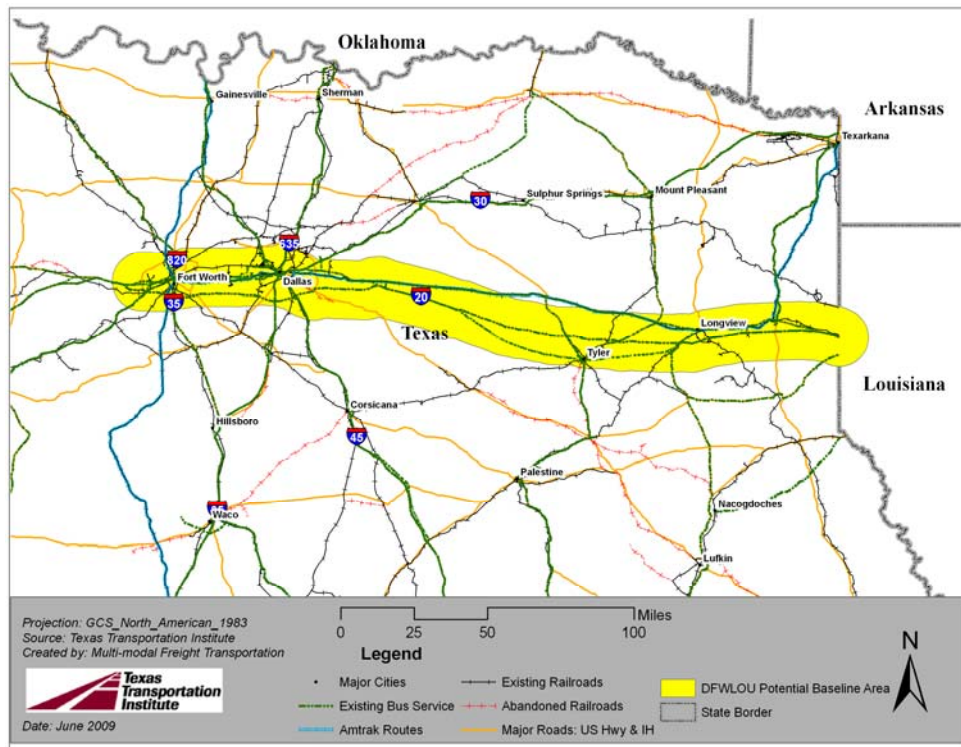 Oklahoma
Arkansas
Gainesville
Sherman
Texarkana
Sulphur Springs
Mount Pleasant
30
635
820
Fort Worth
Dallas
35
20
Texas
Longview
Tyler
Louisiana
Corsicana
Hillsboro
45
Palestine
Waco
Nacogdoches
Lufkin
Projection: GCS_North_American_1983
Source: Texas Transportation Institute
Created by: Multi-modal Freight Transportation
Texas
Transportation
Institute
Date: June 2009
Miles
0 25 50 100
Legend
Major Cities
Existing Bus Service
Amtrak Routes
Existing Railroads
Abandoned Railroads
Major Roads: US Hwy & IH
DFWLOU Potential Baseline Area
State Border
N